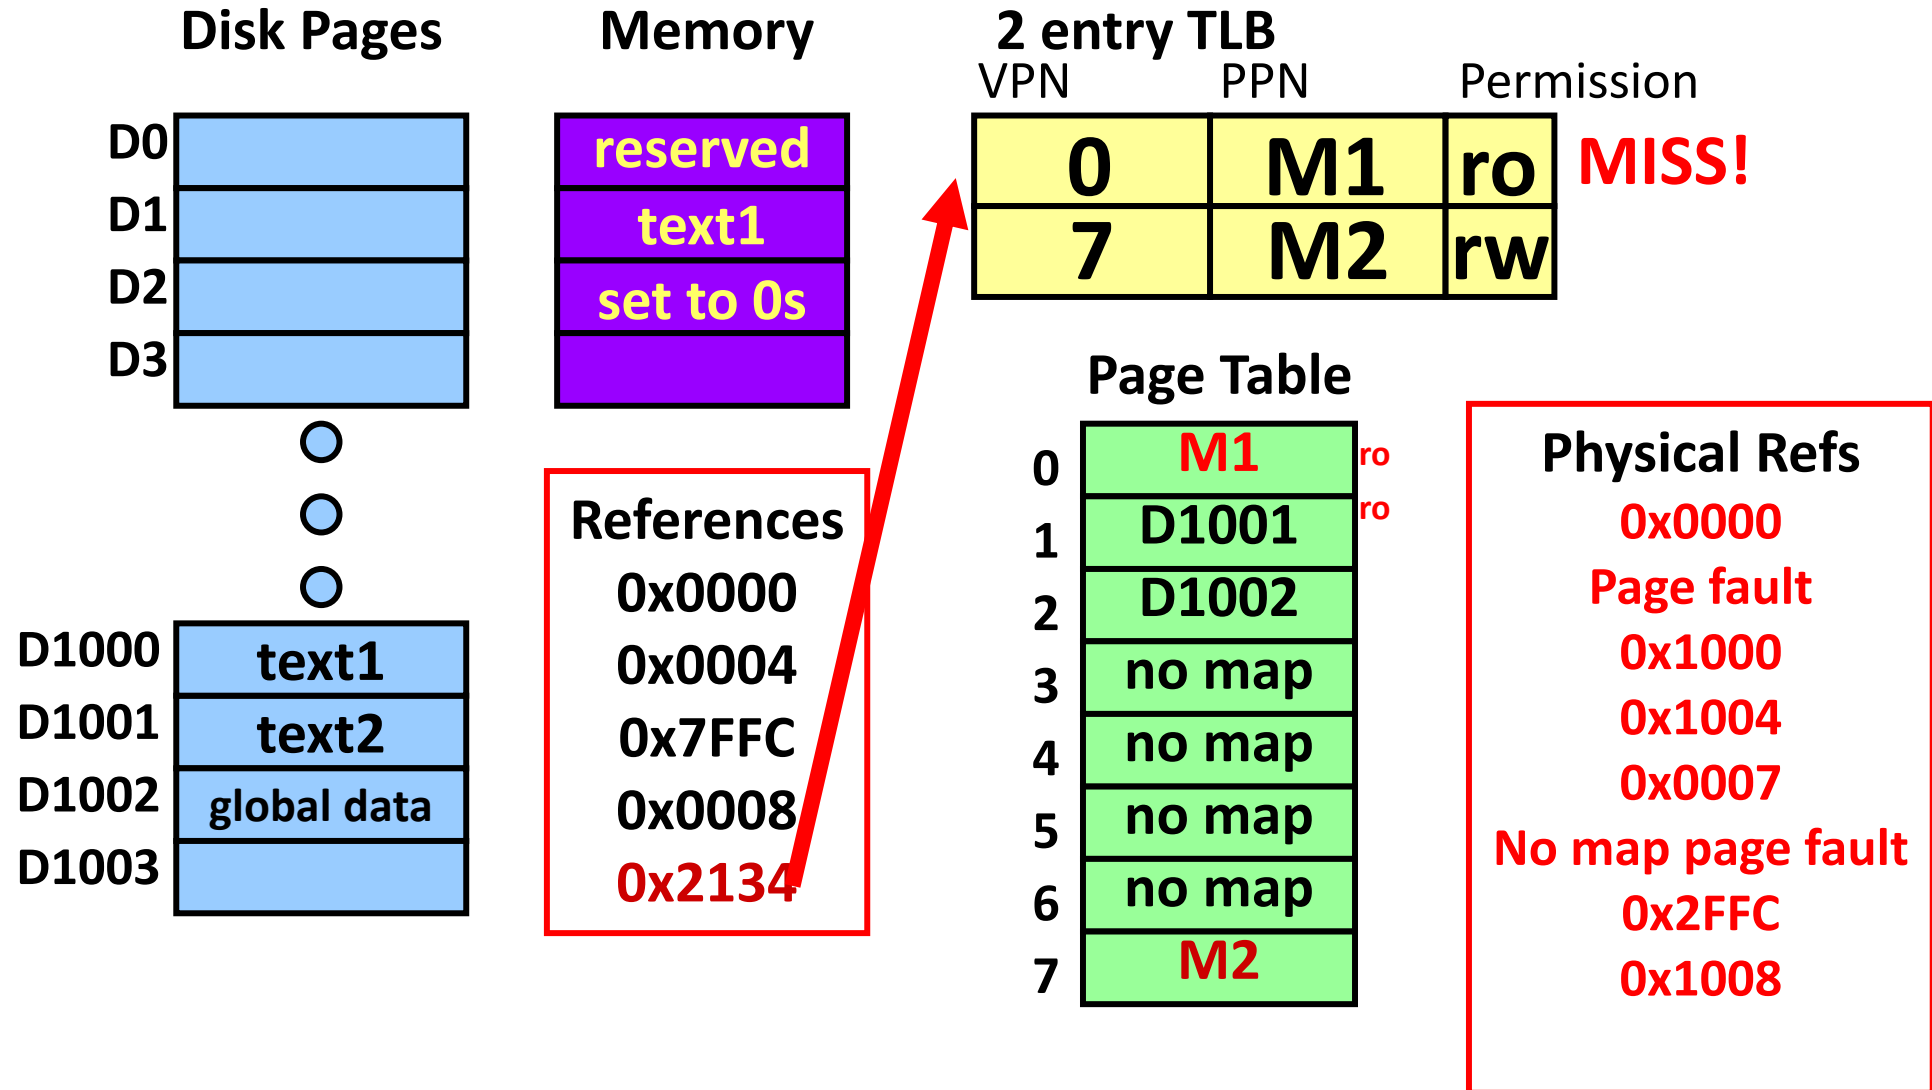 Disk Pages
D0
D1
D2
D3
D1000
text1
D1001
text2
D1002
global data
D1003
Memory
reserved
text1
set to 0s
References
0x0000
0x0004
0x7FFC
0x0008
0x2134
2 entry TLB
VPN PPN Permission
0 M1 ro MISS!
7 M2 rw
Page Table
0 M1 ro
1 D1001 ro
2 D1002
3 no map
4 no map
5 no map
6 no map
7 M2
Physical Refs
0x0000
Page fault
0x1000
0x1004
0x0007
No map page fault
0x2FFC
0x1008